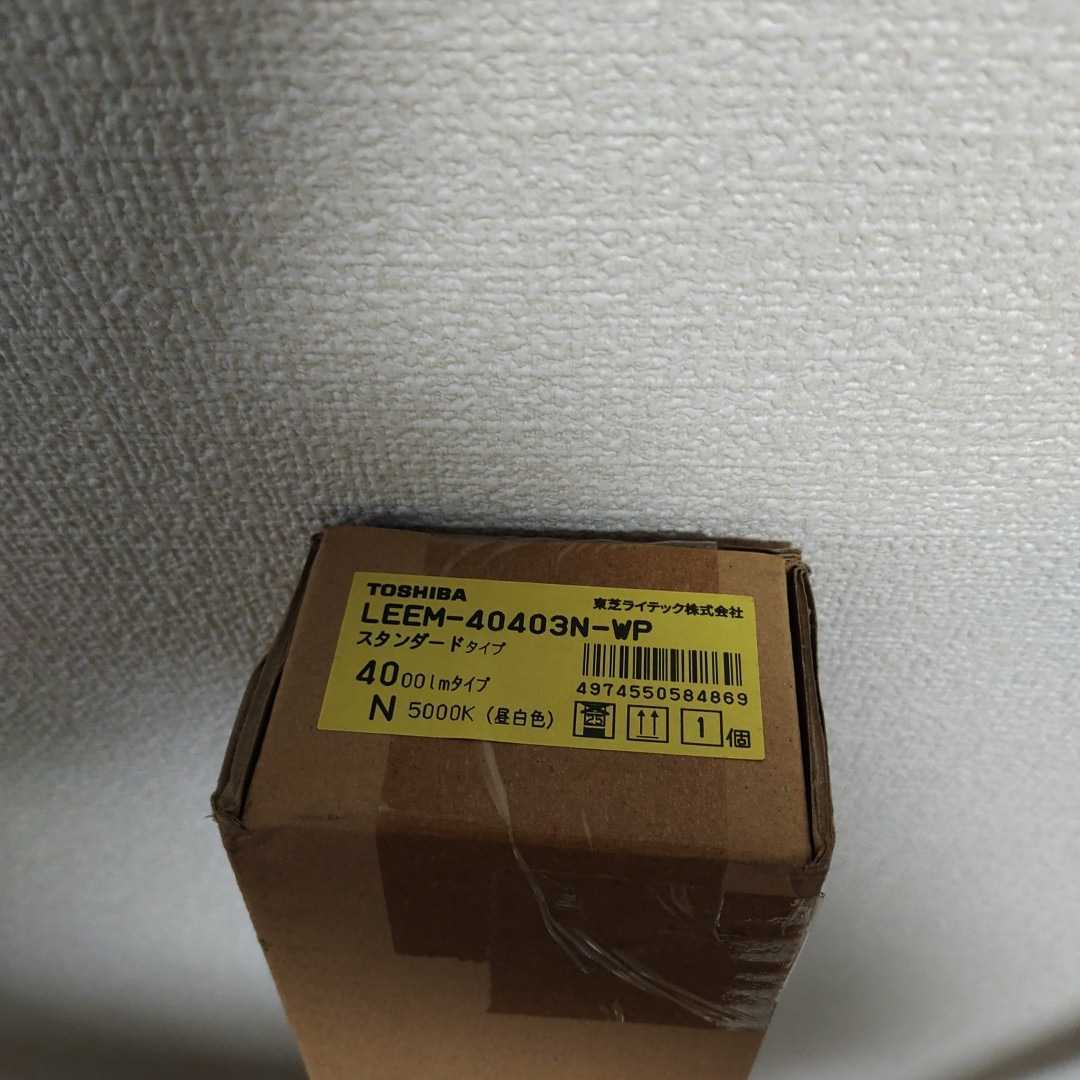 TOSHIBA 東芝ライテック株式会社
LEEM-40403N-WP
スタンダードタイプ
4000lmタイプ
4974550584869
N 5000K (昼白色) 25 1個